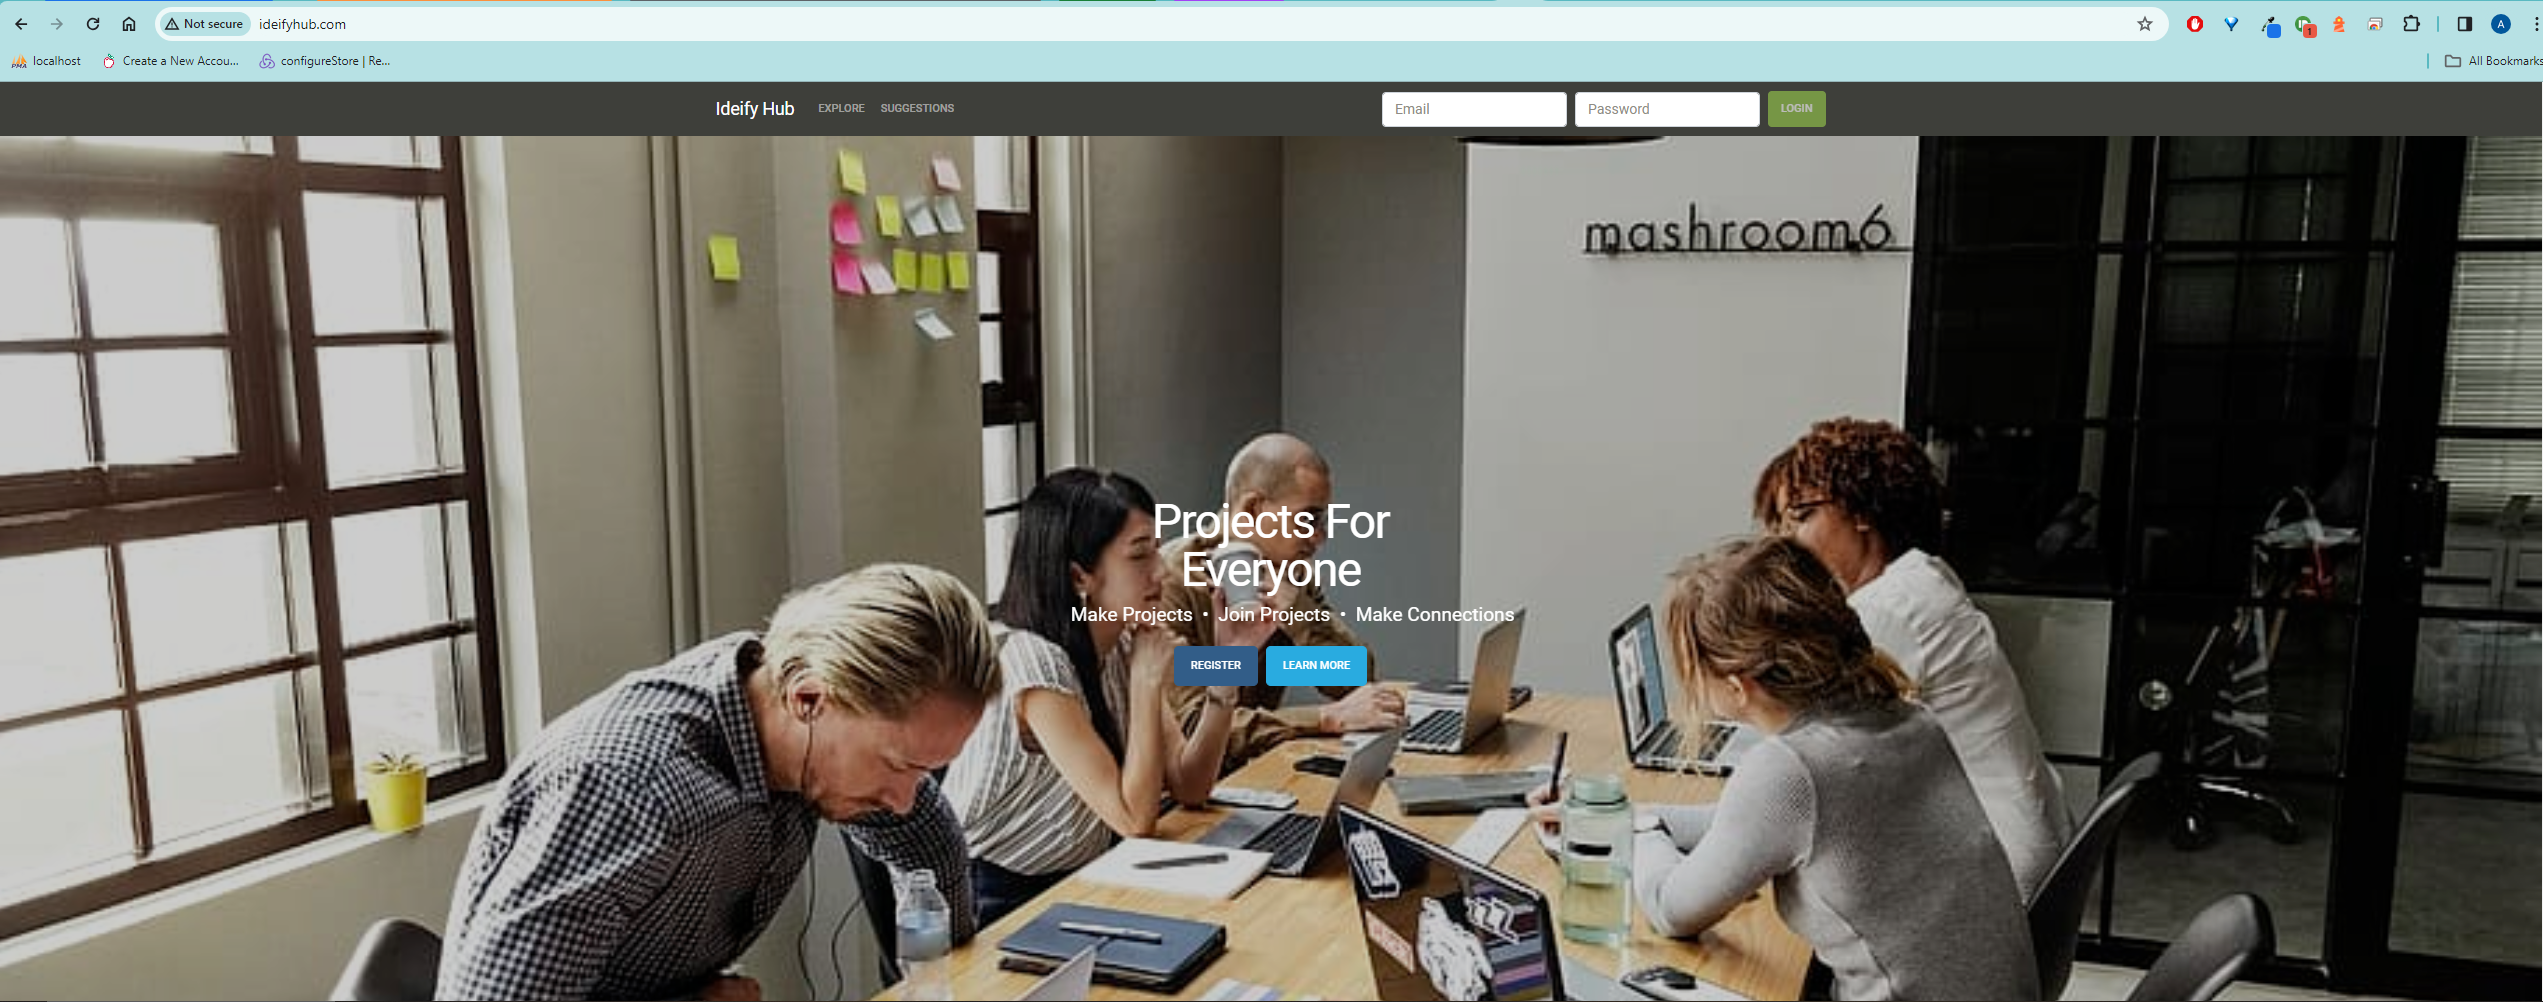 Not secure ideifyhub.com
localhost Create a New Accou... configureStore | Re... All Bookmarks
Ideify Hub EXPLORE SUGGESTIONS Email Password LOGIN
mashroom6
Projects For
Everyone
Make Projects • Join Projects • Make Connections
REGISTER LEARN MORE